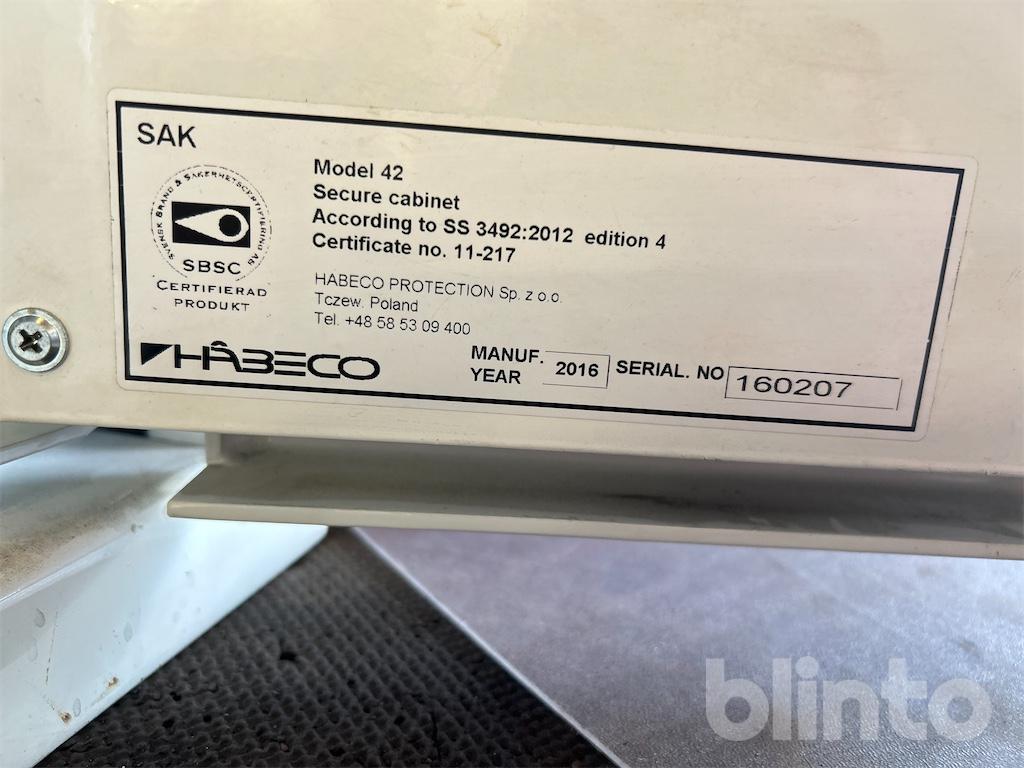 SAK
SVENSK BRAND & SÄKERHETSCERTIFIERING AB
SBSC
CERTIFIERAD
PRODUKT
Model 42
Secure cabinet
According to SS 3492:2012 edition 4
Certificate no. 11-217
HABECO PROTECTION Sp. z o.o.
Tczew, Poland
Tel. +48 58 53 09 400
HÂBECO
MANUF. YEAR 2016 SERIAL. NO 160207
blinto